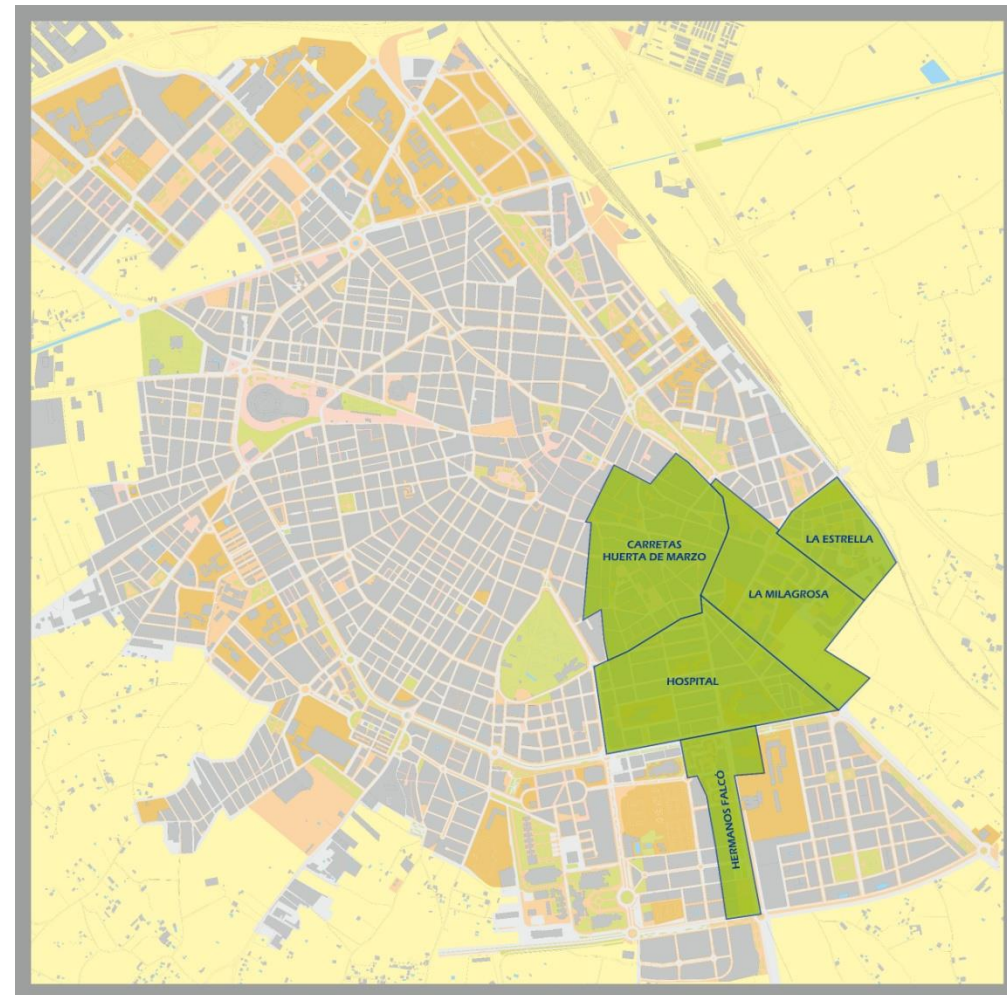 CARRETAS
HUERTA DE MARZO
LA ESTRELLA
LA MILAGROSA
HOSPITAL
HERMANOS FALCÓ